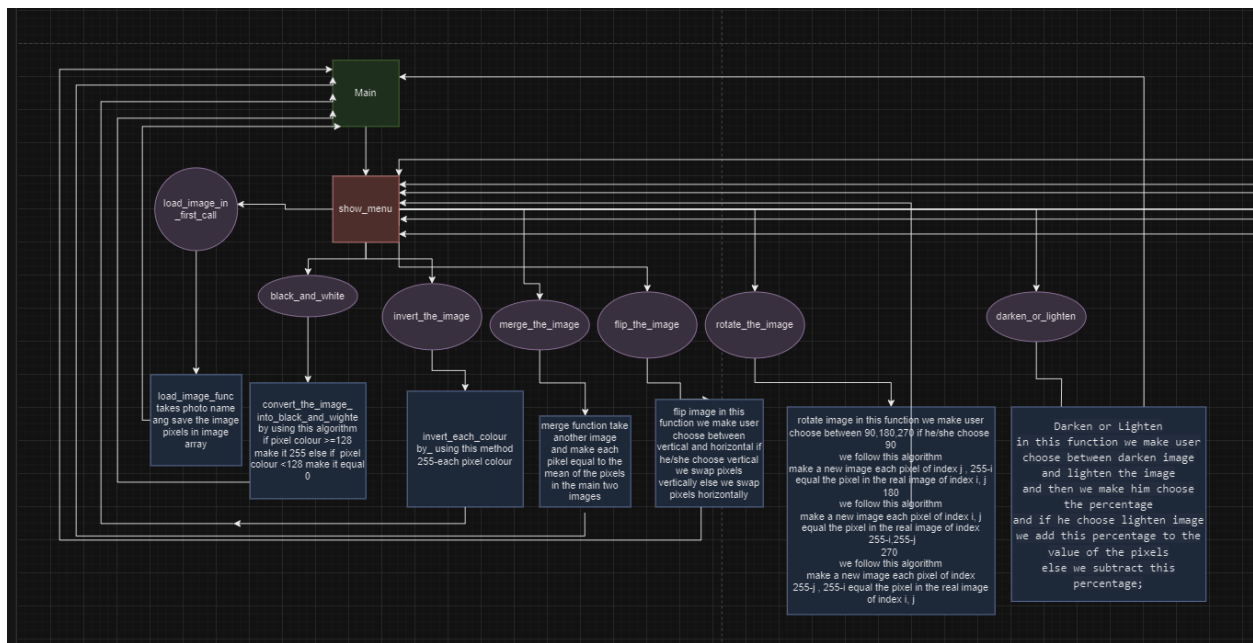 Main
show_menu
load_image_in
_first_call
black_and_white
invert_the_image
merge_the_image
flip_the_image
rotate_the_image
darken_or_lighten
load_image_func
takes photo name
ang save the image
pixels in image
array
convert_the_image_
into_black_and_wighte
by using this algorithm
if pixel colour >=128
make it 255 else if pixel
colour <128 make it equal
0
invert_each_colour
by_ using this method
255-each pixel colour
merge function take
another image
and make each
pikel equal to the
mean of the pixels
in the main two
images
flip image in this
function we make user
choose between
vertical and horizontal if
he/she choose vertical
we swap pixels
vertically else we swap
pixels horizontally
rotate image in this function we make user
choose between 90,180,270 if he/she choose
90
we follow this algorithm
make a new image each pixel of index j , 255-i
equal the pixel in the real image of index i, j
180
we follow this algorithm
make a new image each pixel of index i, j
equal the pixel in the real image of index
255-i,255-j
270
we follow this algorithm
make a new image each pixel of index
255-j , 255-i equal the pixel in the real image
of index i, j
Darken or Lighten
in this function we make user
choose between darken image
and lighten the image
and then we make him choose
the percentage
and if he choose lighten image
we add this percentage to the
value of the pixels
else we subtract this
percentage;